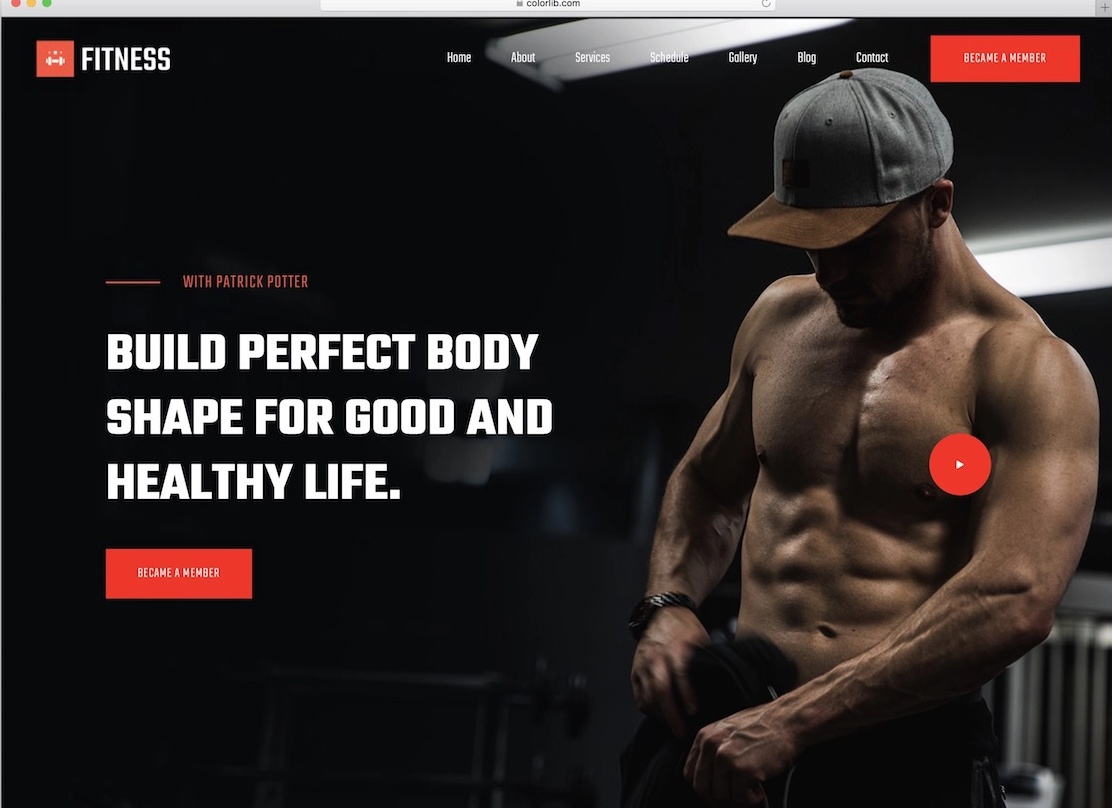 colorlib.com
FITNESS
Home About Services Schedule Gallery Blog Contact BECAME A MEMBER
WITH PATRICK POTTER
BUILD PERFECT BODY
SHAPE FOR GOOD AND
HEALTHY LIFE.
BECAME A MEMBER